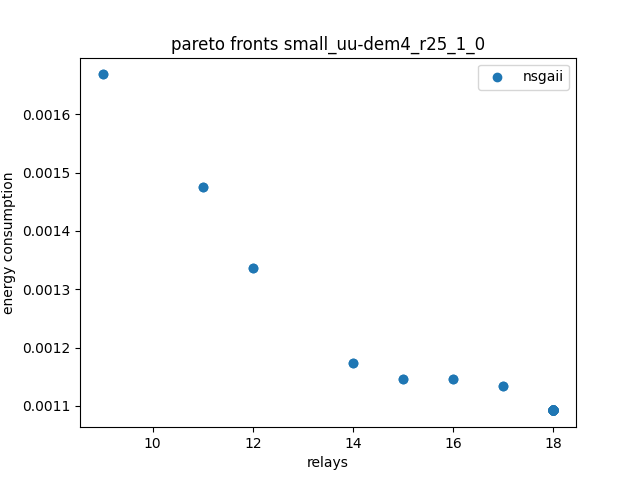 pareto fronts small_uu-dem4_r25_1_0
nsgaii
0.0016
0.0015
0.0014
0.0013
0.0012
0.0011
energy consumption
10
12
14
16
18
relays